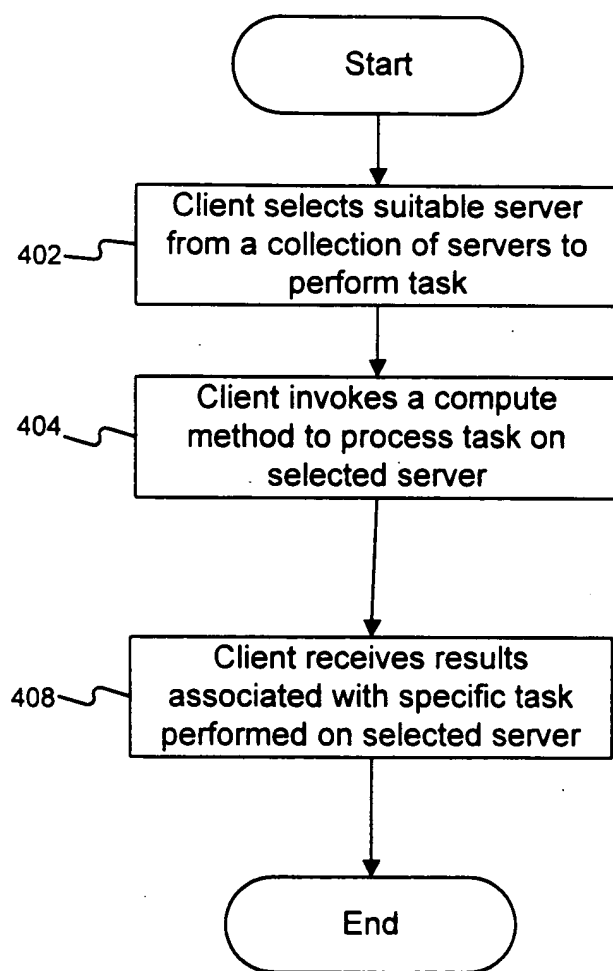 Start
Client selects suitable server
from a collection of servers to
perform task
402
Client invokes a compute
method to process task on
selected server
404
Client receives results
associated with specific task
performed on selected server
408
End